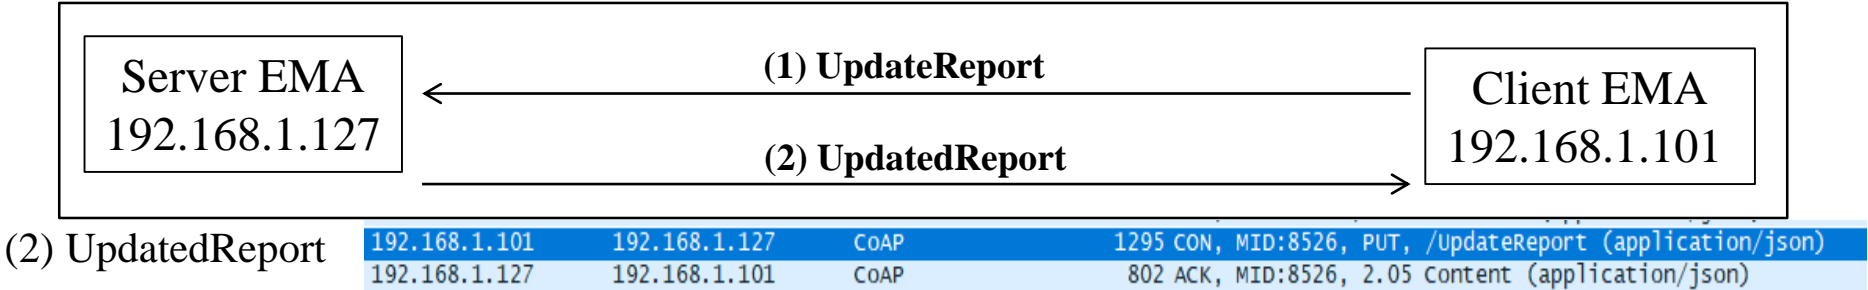 Server EMA
192.168.1.127
(1) UpdateReport
(2) UpdatedReport
Client EMA
192.168.1.101
(2) UpdatedReport
192.168.1.101 192.168.1.127 CoAP 1295 CON, MID:8526, PUT, /UpdateReport (application/json)
192.168.1.127 192.168.1.101 CoAP 802 ACK, MID:8526, 2.05 Content (application/json)